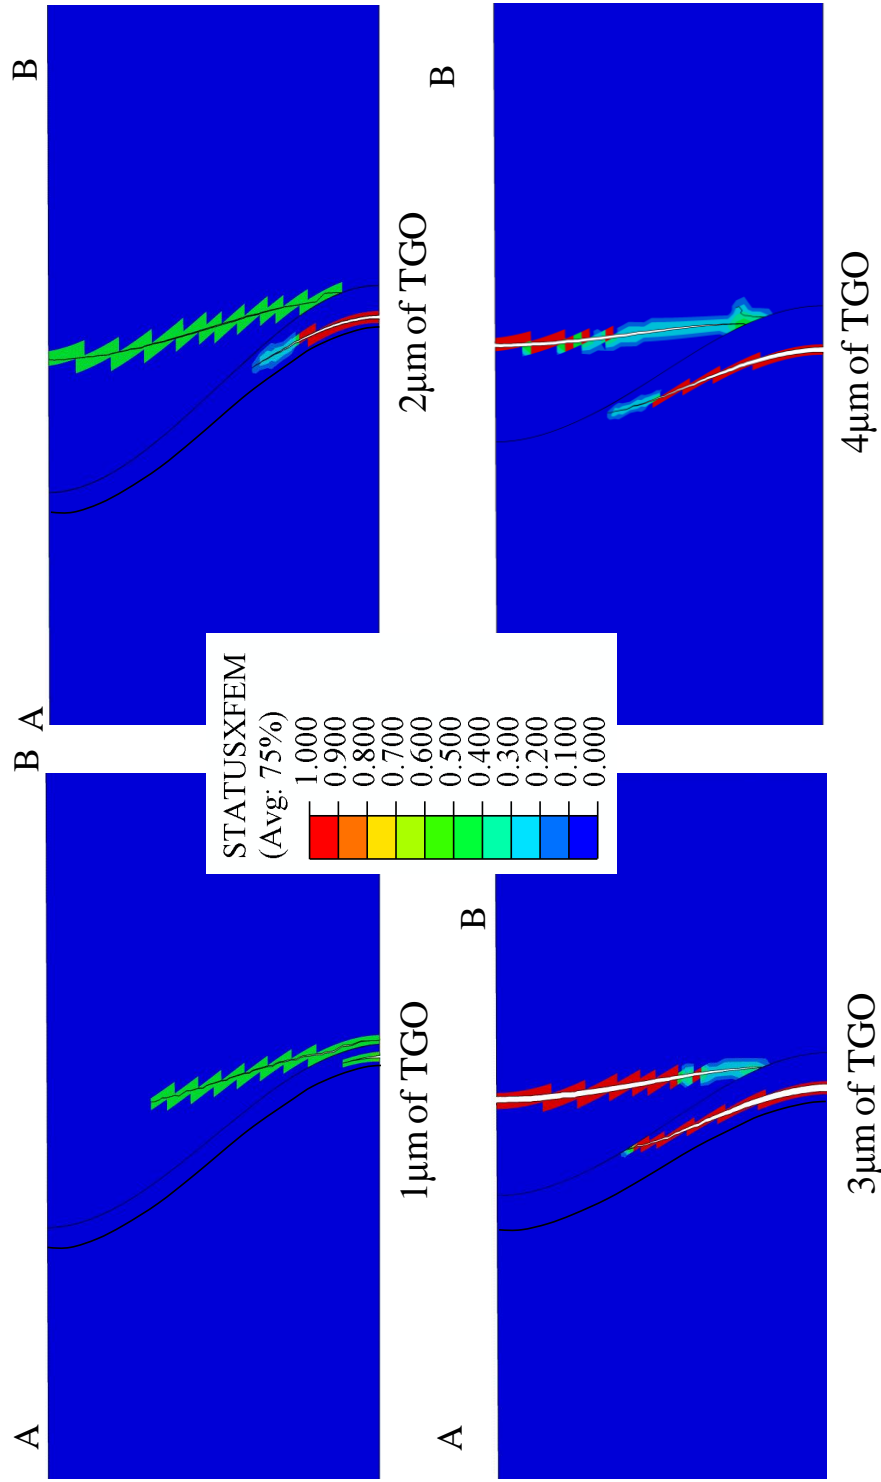 A
B
A
B
1µm of TGO
2µm of TGO
STATUSXFEM
(Avg: 75%)
1.000
0.900
0.800
0.700
0.600
0.500
0.400
0.300
0.200
0.100
0.000
A
B
B
3µm of TGO
4µm of TGO